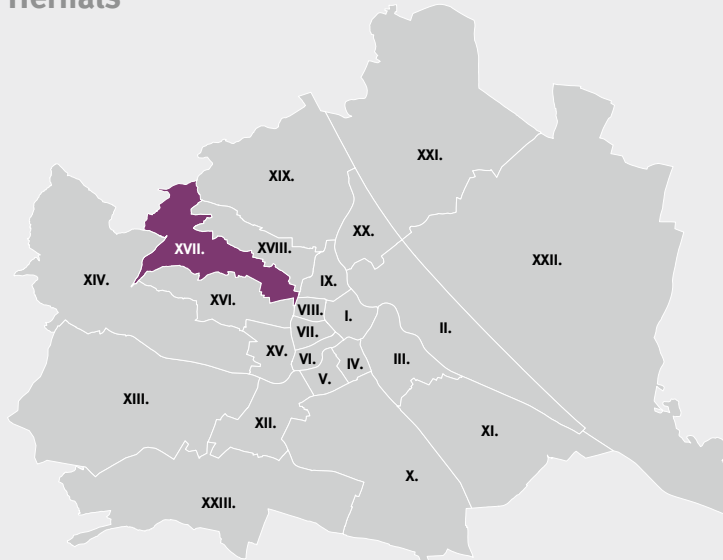 Hernals
XXI.
XIX.
XX.
XVII.
XVIII.
XXII.
XIV.
IX.
XVI.
VIII.
I.
II.
VII.
XV.
VI.
IV.
III.
V.
XIII.
XII.
XI.
X.
XXIII.